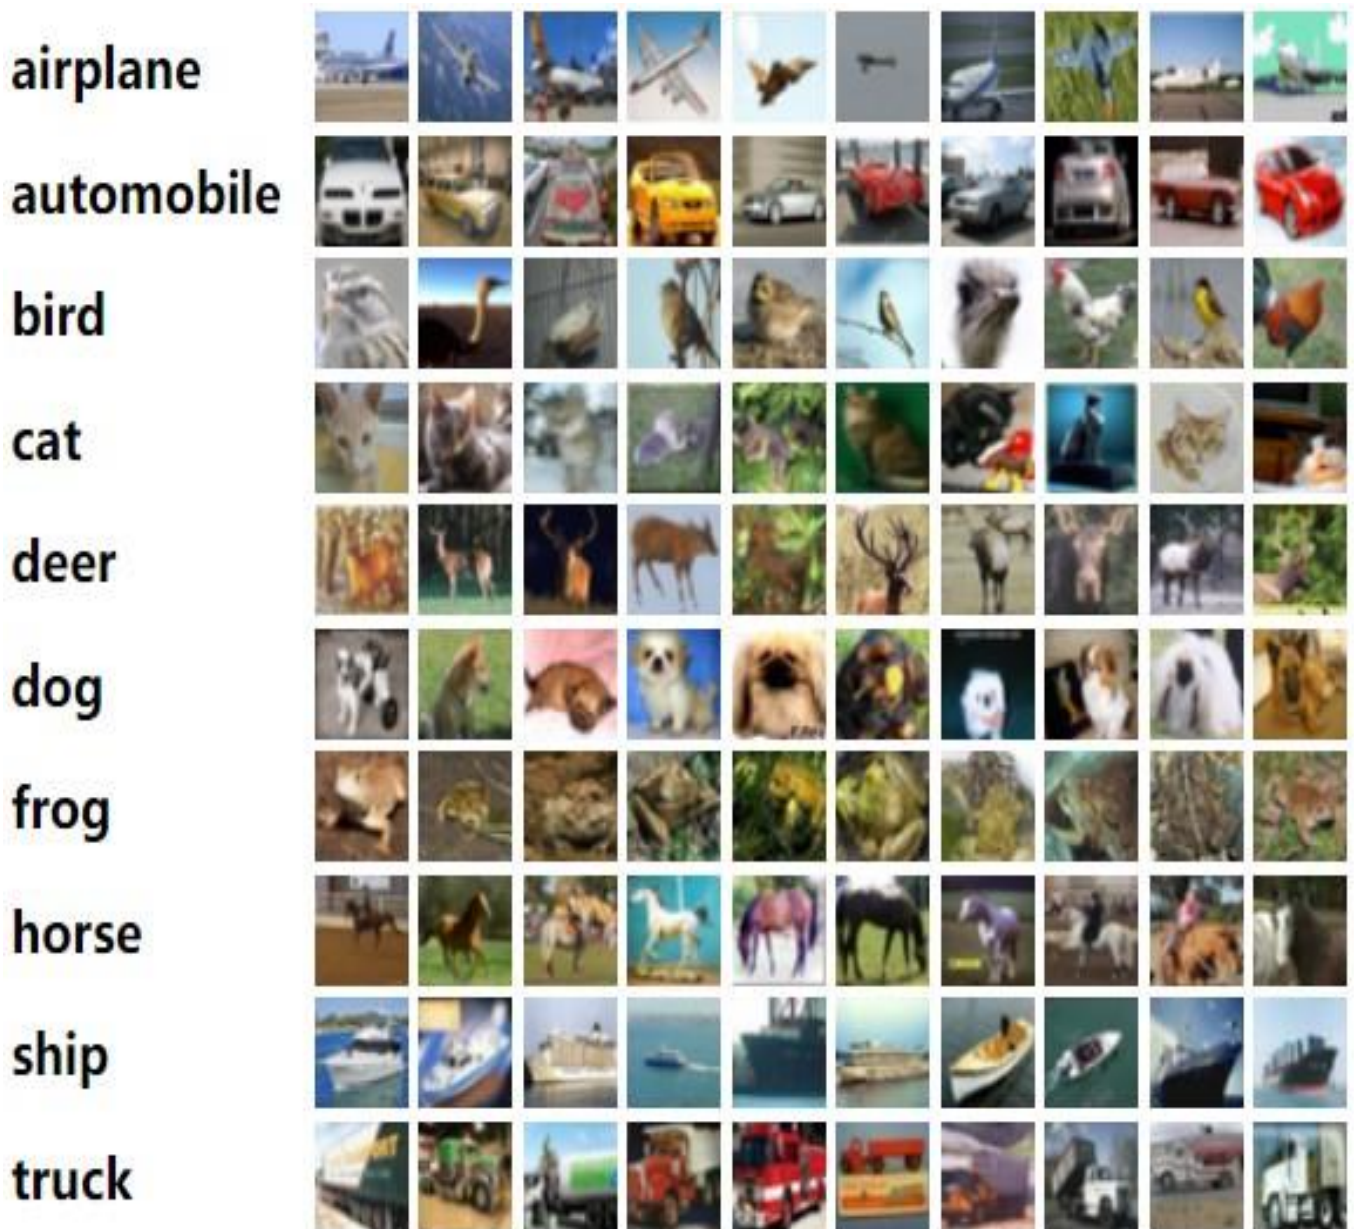 airplane
automobile
bird
cat
deer
dog
frog
horse
ship
truck